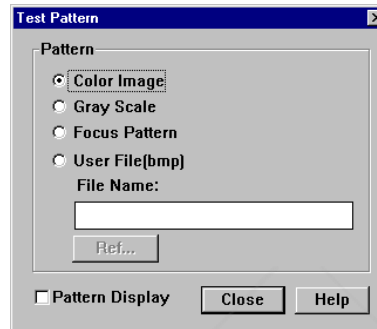 Test Pattern
Pattern
Color Image
Gray Scale
Focus Pattern
User File(bmp)
File Name:
Ref...
Pattern Display Close Help